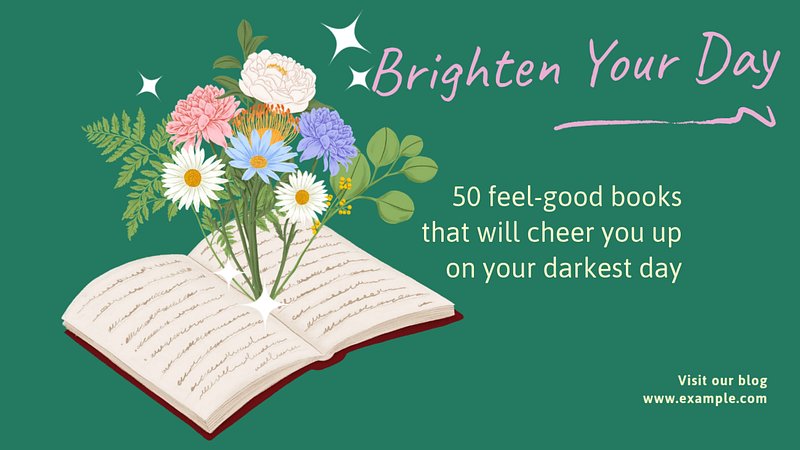 Brighten Your Day
50 feel-good books
that will cheer you up
on your darkest day
Visit our blog
www.example.com